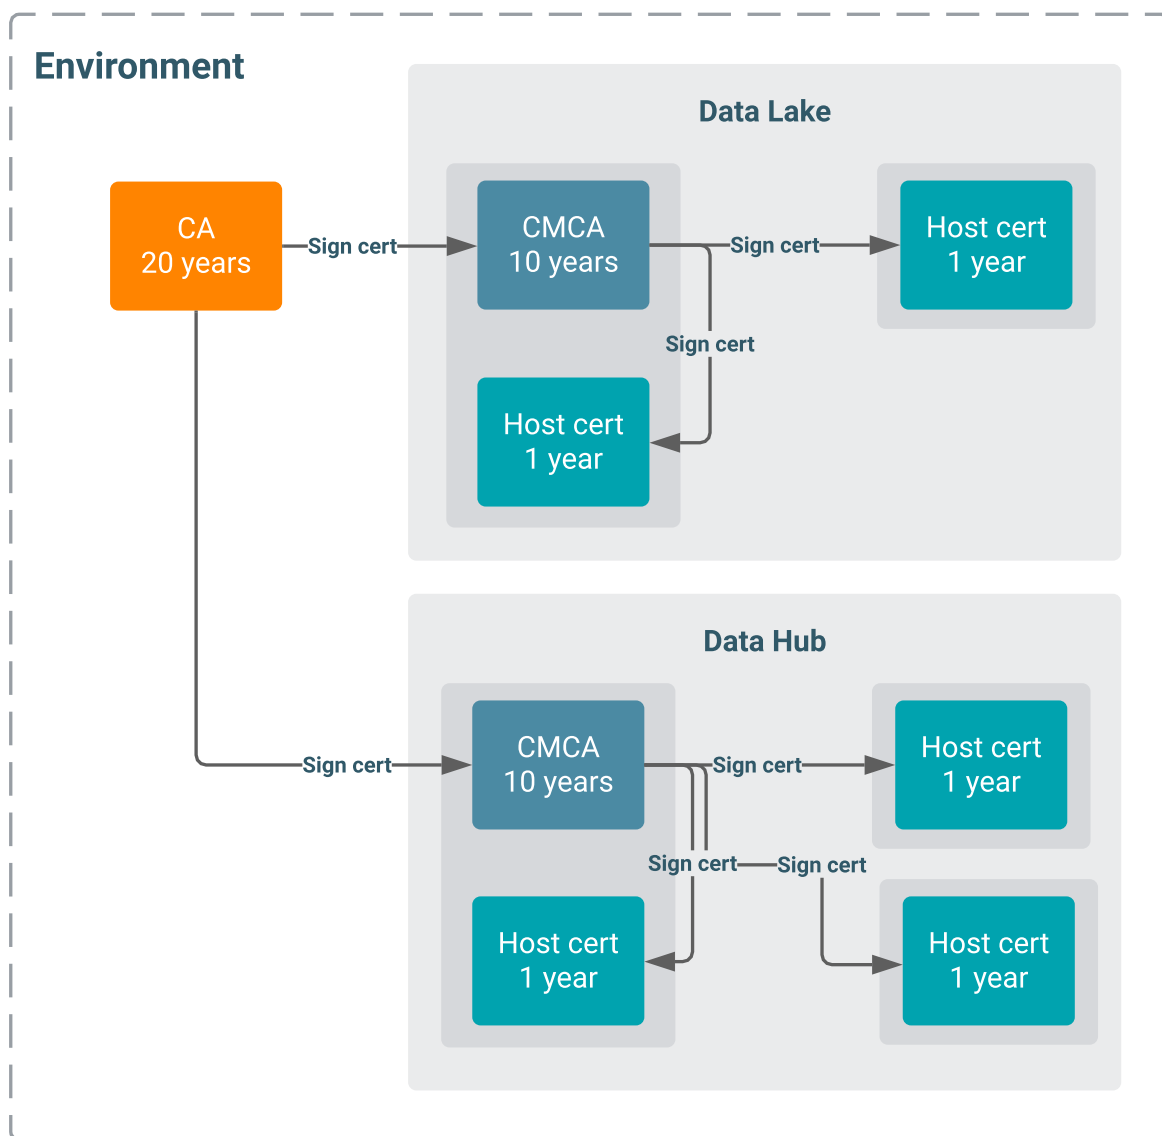 Environment
Data Lake
CA
20 years
Sign cert
CMCA
10 years
Sign cert
Host cert
1 year
Sign cert
Host cert
1 year
Data Hub
Sign cert
CMCA
10 years
Sign cert
Host cert
1 year
Sign cert
Sign cert
Host cert
1 year
Host cert
1 year